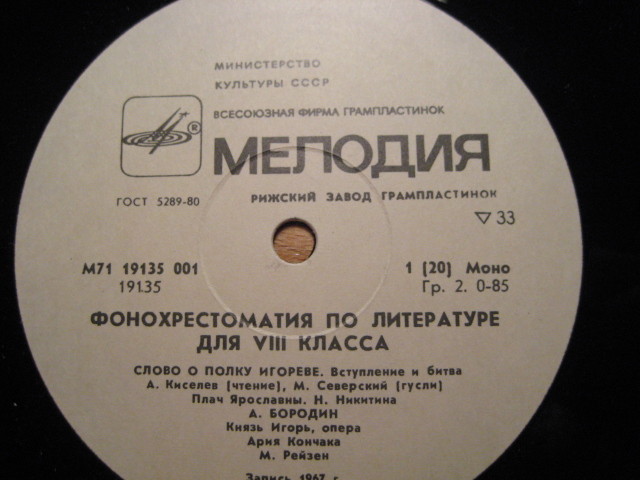 МИНИСТЕРСТВО
КУЛЬТУРЫ СССР
ВСЕСОЮЗНАЯ ФИРМА ГРАМПЛАСТИНОК
®
МЕЛОДИЯ
ГОСТ 5289-80
РИЖСКИЙ ЗАВОД ГРАМПЛАСТИНОК
▽ 33
М71 19135 001
1 (20) Моно
19135
Гр. 2. 0-85
ФОНОХРЕСТОМАТИЯ ПО ЛИТЕРАТУРЕ
ДЛЯ VIII КЛАССА
СЛОВО О ПОЛКУ ИГОРЕВЕ. Вступление и битва
А. Киселев (чтение), М. Северский (гусли)
Плач Ярославны. Н. Никитина
А. БОРОДИН
Князь Игорь, опера
Ария Кончака
М. Рейзен
Запись 1967 г.